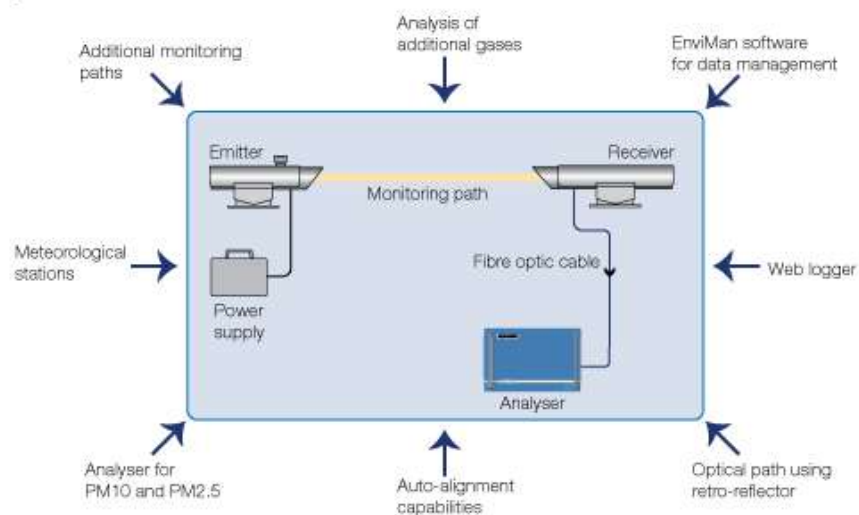 Additional monitoring
paths
Analysis of
additional gases
EnviMan software
for data management
Emitter
Receiver
Monitoring path
Meteorological
stations
Fibre optic cable
Web logger
Power
supply
Analyser
Analyser for
PM10 and PM2.5
Auto-alignment
capabilities
Optical path using
retro-reflector